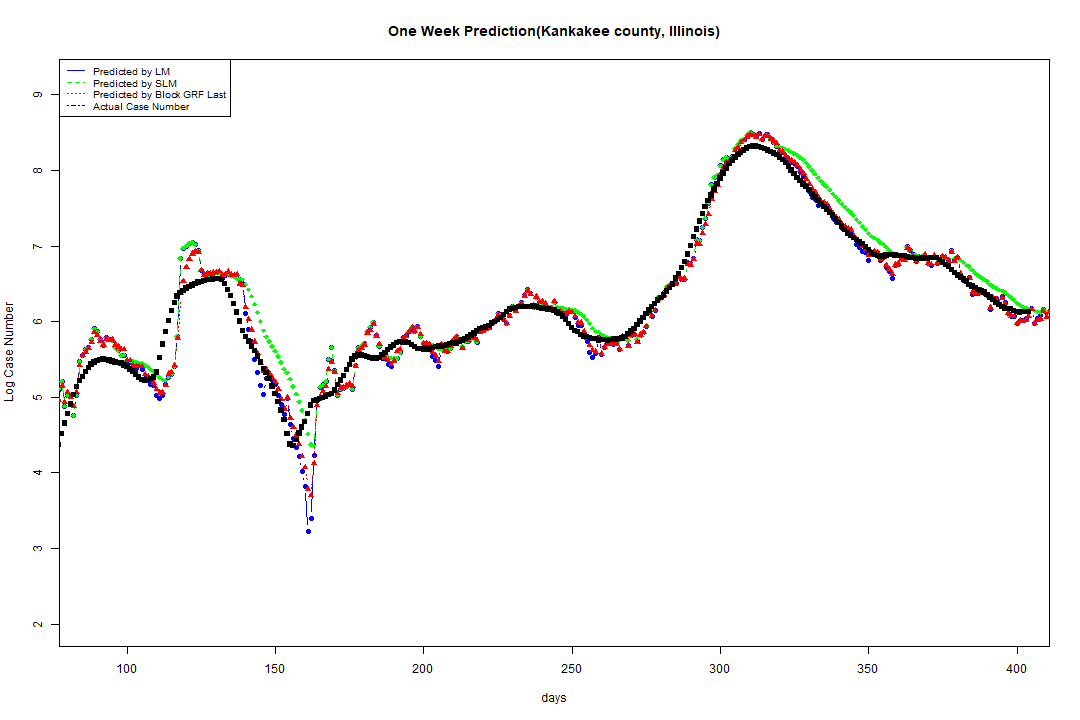 One Week Prediction(Kankakee county, Illinois)
Predicted by LM
Predicted by SLM
Predicted by Block GRF Last
Actual Case Number
Log Case Number
9
8
7
6
5
4
3
2
100 150 200 250 300 350 400
days